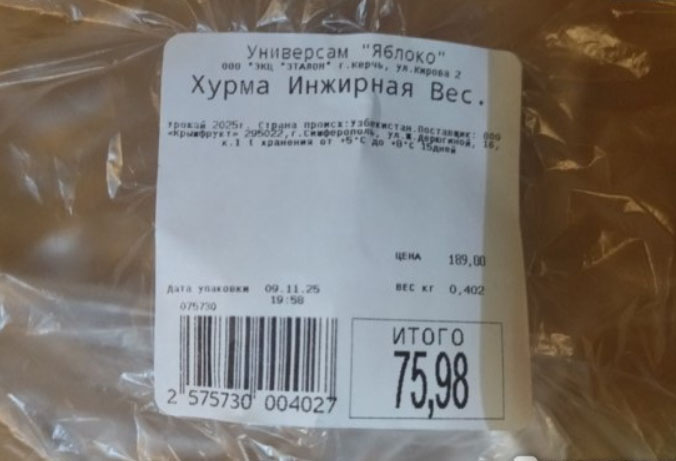 Универсам "Яблоко"
ООО "ЭКЦ "ЭТАЛОН" г.Керчь, ул.Кирова 2
Хурма Инжирная Вес.
Урожай 2025г. Страна происх:Узбекистан.Поставщик: ООО
«Крымфрукт» 295022,г.Симферополь, ул.Ж.Дерюгиной, 16,
к.1 t хранения от +5°C до +8°C 15дней
ЦЕНА 189,00
Дата упаковки 09.11.25 ВЕС КГ 0,402
19:58
075730
ИТОГО
75,98
2 575730 004027